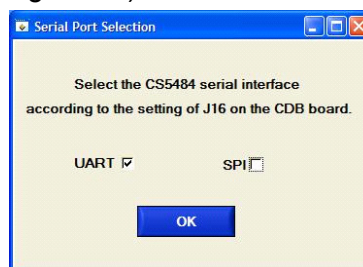 Serial Port Selection
Select the CS5484 serial interface
according to the setting of J16 on the CDB board.
UART SPI
OK